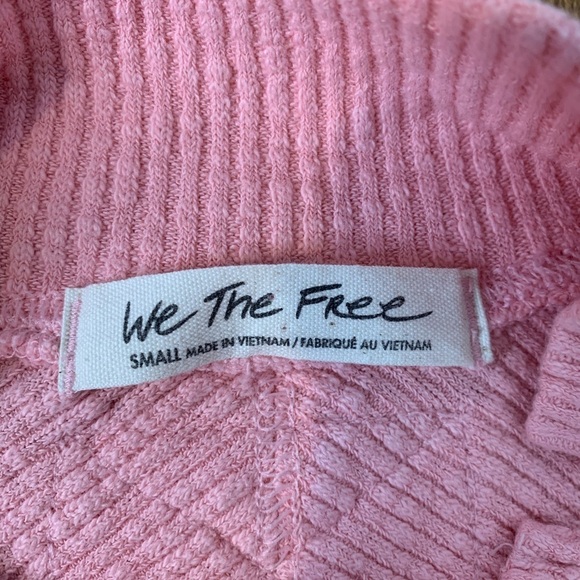 We The Free
SMALL MADE IN VIETNAM / FABRIQUÉ AU VIETNAM